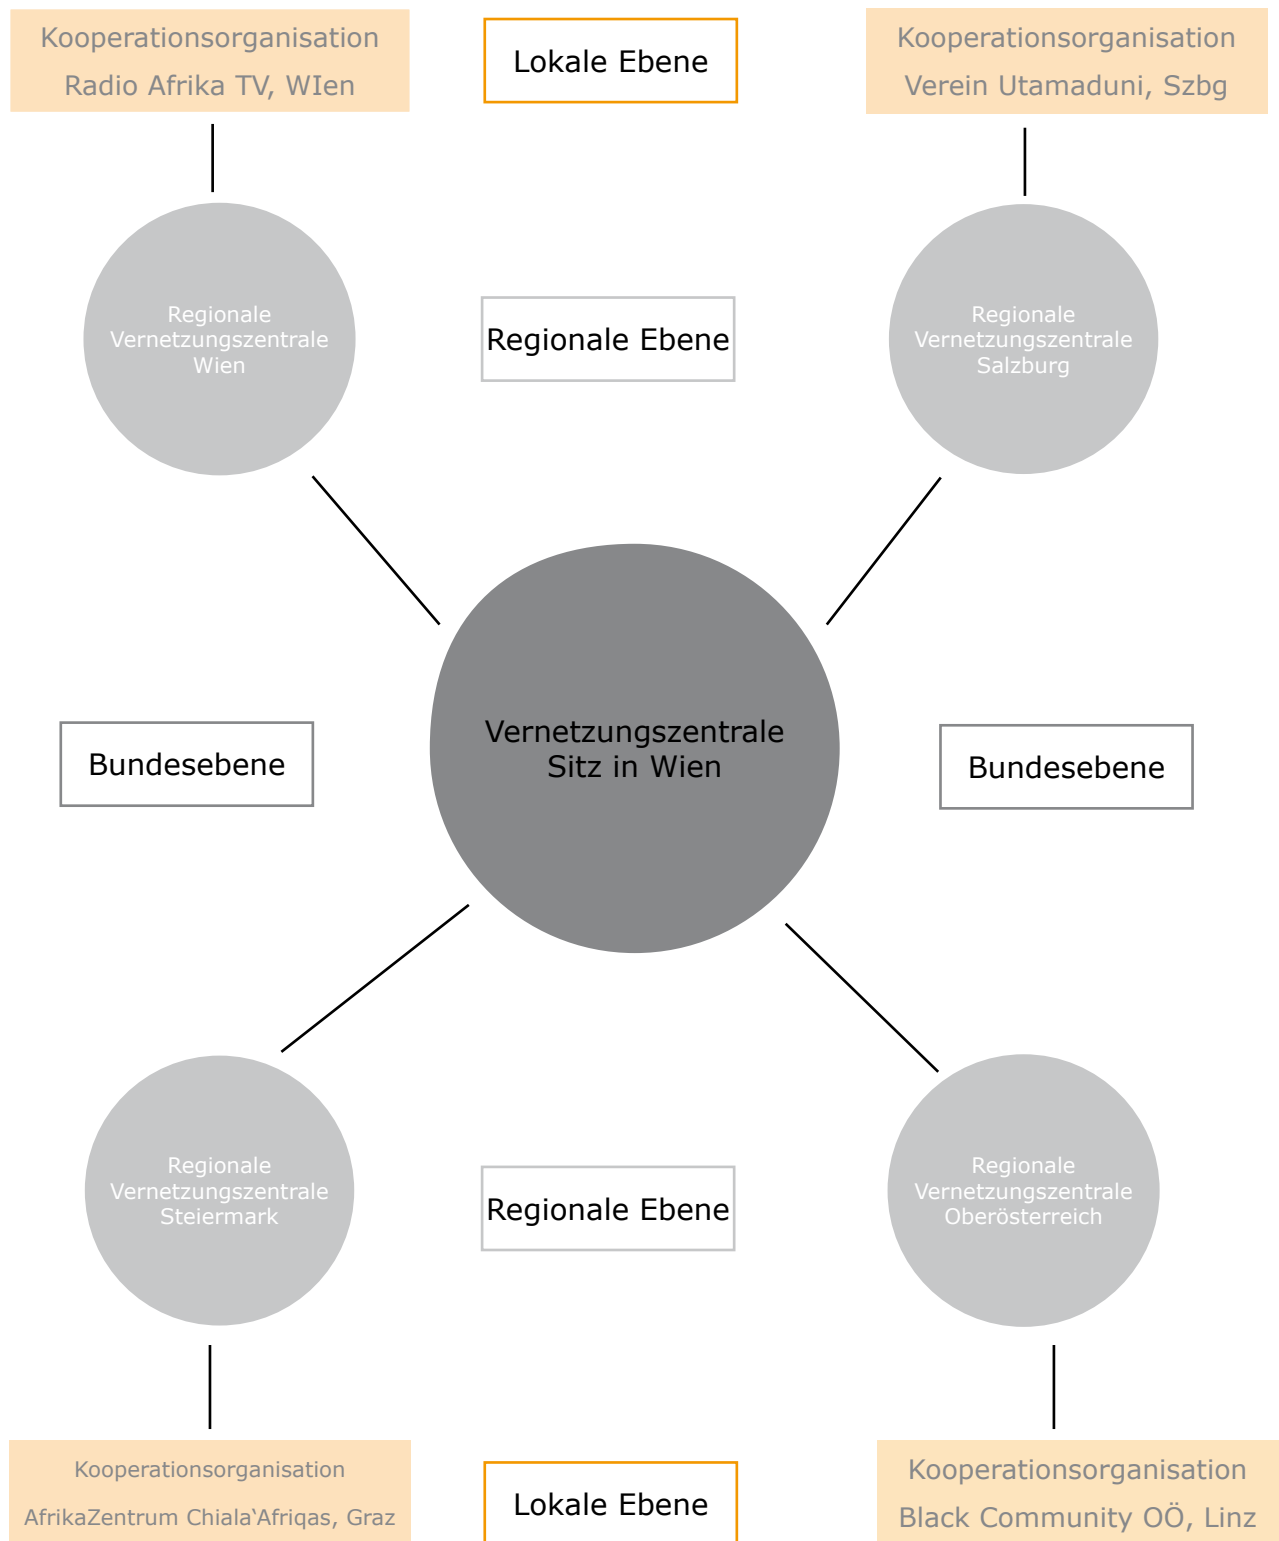 Kooperationsorganisation
Radio Afrika TV, WIen
Lokale Ebene
Kooperationsorganisation
Verein Utamaduni, Szbg
Regionale
Vernetzungszentrale
Wien
Regionale Ebene
Regionale
Vernetzungszentrale
Salzburg
Bundesebene
Vernetzungszentrale
Sitz in Wien
Bundesebene
Regionale
Vernetzungszentrale
Steiermark
Regionale Ebene
Regionale
Vernetzungszentrale
Oberösterreich
Kooperationsorganisation
AfrikaZentrum Chiala‘Afriqas, Graz
Lokale Ebene
Kooperationsorganisation
Black Community OÖ, Linz